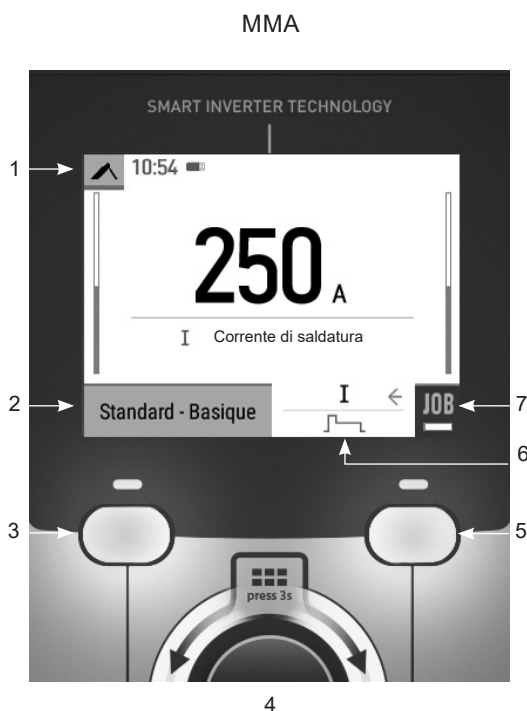 MMA
SMART INVERTER TECHNOLOGY
1
10:54
250 A
I Corrente di saldatura
2
Standard - Basique
I
JOB
7
6
3
5
press 3s
4